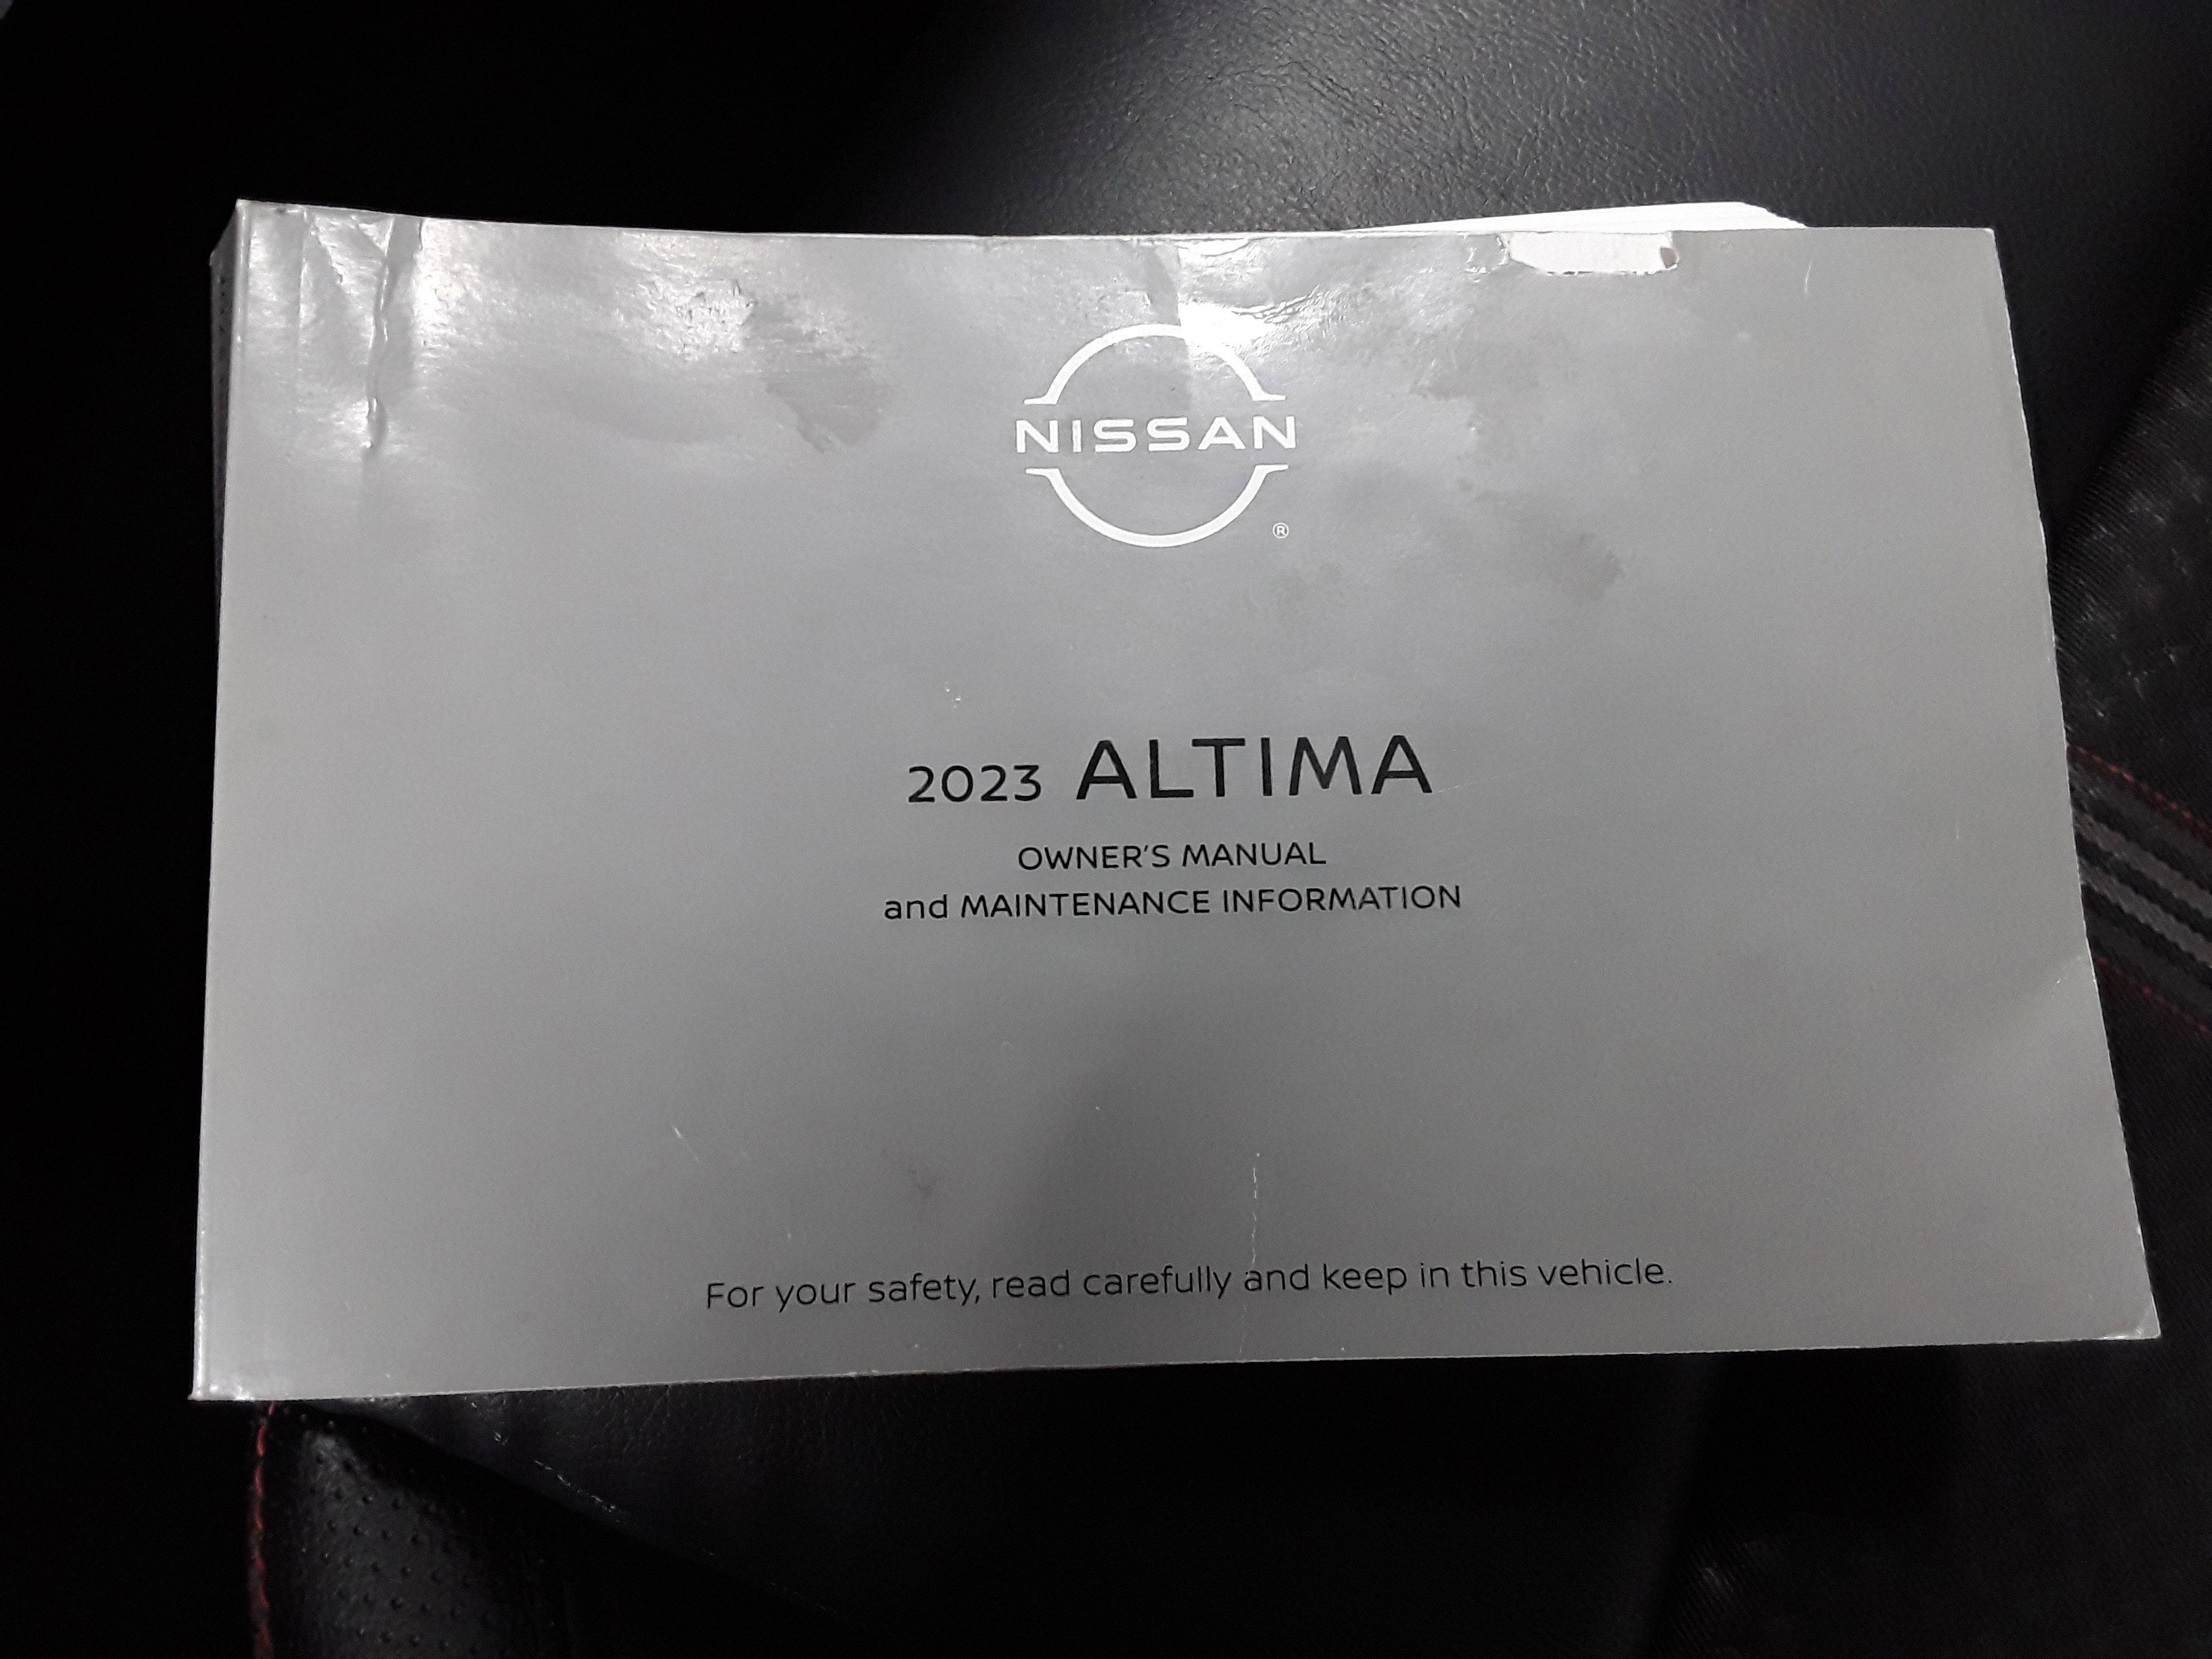 NISSAN
®
2023 ALTIMA
OWNER'S MANUAL
and MAINTENANCE INFORMATION
For your safety, read carefully and keep in this vehicle.